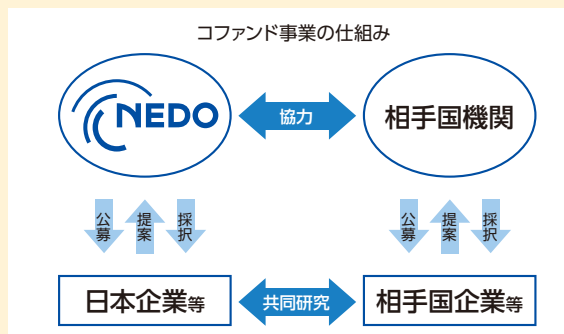 コファンド事業の仕組み
NEDO
協力
相手国機関
公募
提案
採択
公募
提案
採択
日本企業等
共同研究
相手国企業等